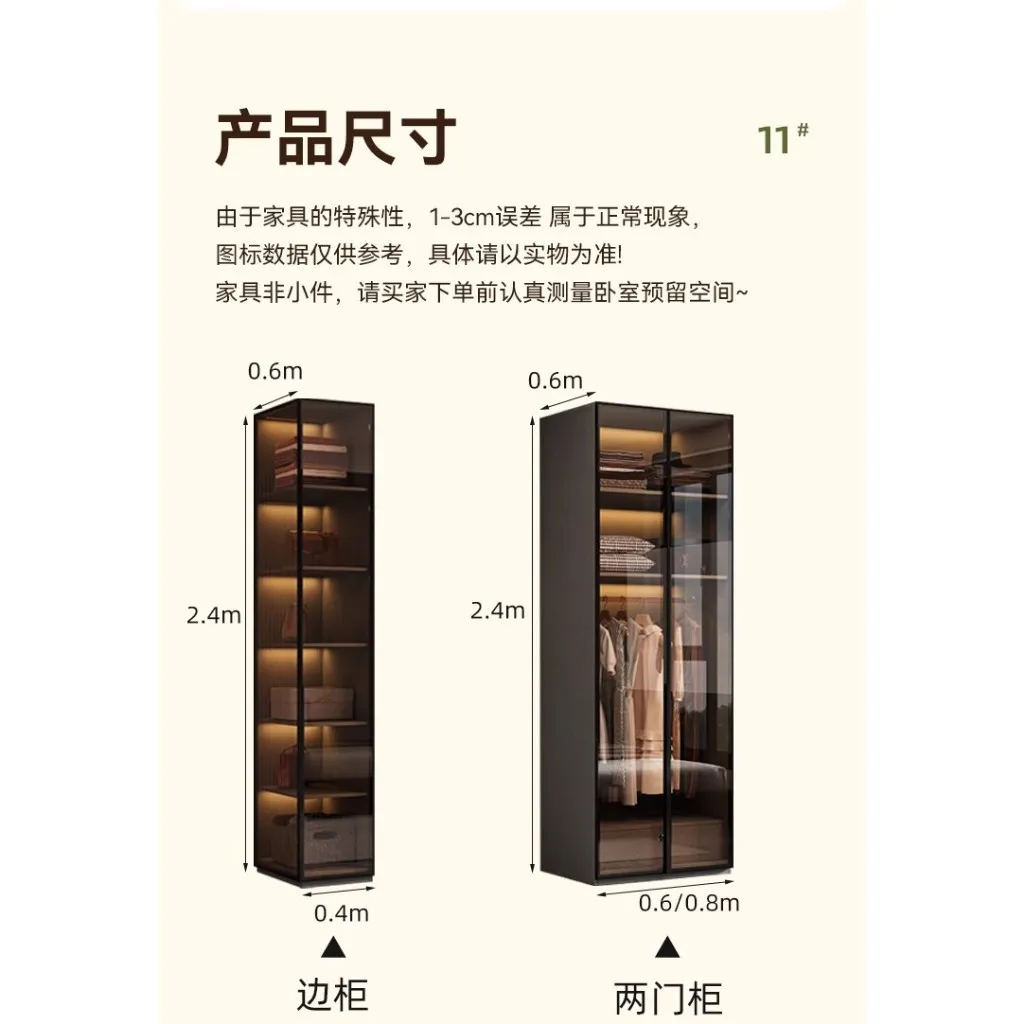 产品尺寸
11#
由于家具的特殊性，1-3cm误差 属于正常现象，
图标数据仅供参考，具体请以实物为准!
家具非小件，请买家下单前认真测量卧室预留空间~
0.6m
0.6m
2.4m
2.4m
0.4m
0.6/0.8m
边柜
两门柜